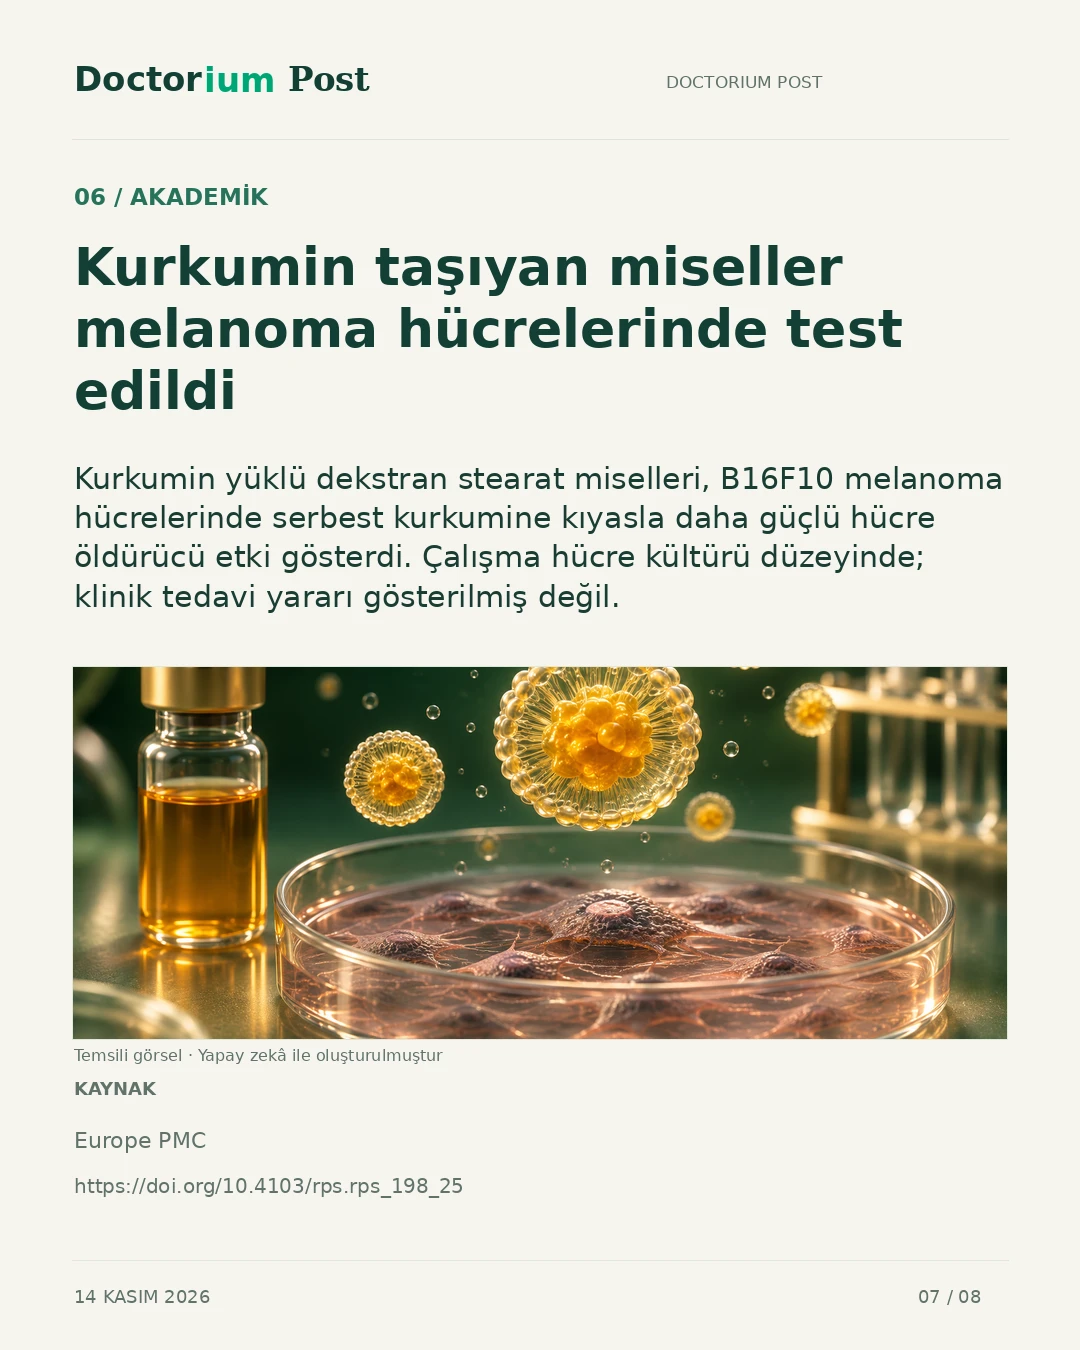 Doctorium Post
DOCTORIUM POST
06 / AKADEMİK
Kurkumin taşıyan miseller
melanoma hücrelerinde test
edildi
Kurkumin yüklü dekstran stearat miselleri, B16F10 melanoma
hücrelerinde serbest kurkumine kıyasla daha güçlü hücre
öldürücü etki gösterdi. Çalışma hücre kültürü düzeyinde;
klinik tedavi yararı gösterilmiş değil.
Temsili görsel · Yapay zekâ ile oluşturulmuştur
KAYNAK
Europe PMC
https://doi.org/10.4103/rps.rps_198_25
14 KASIM 2026
07 / 08